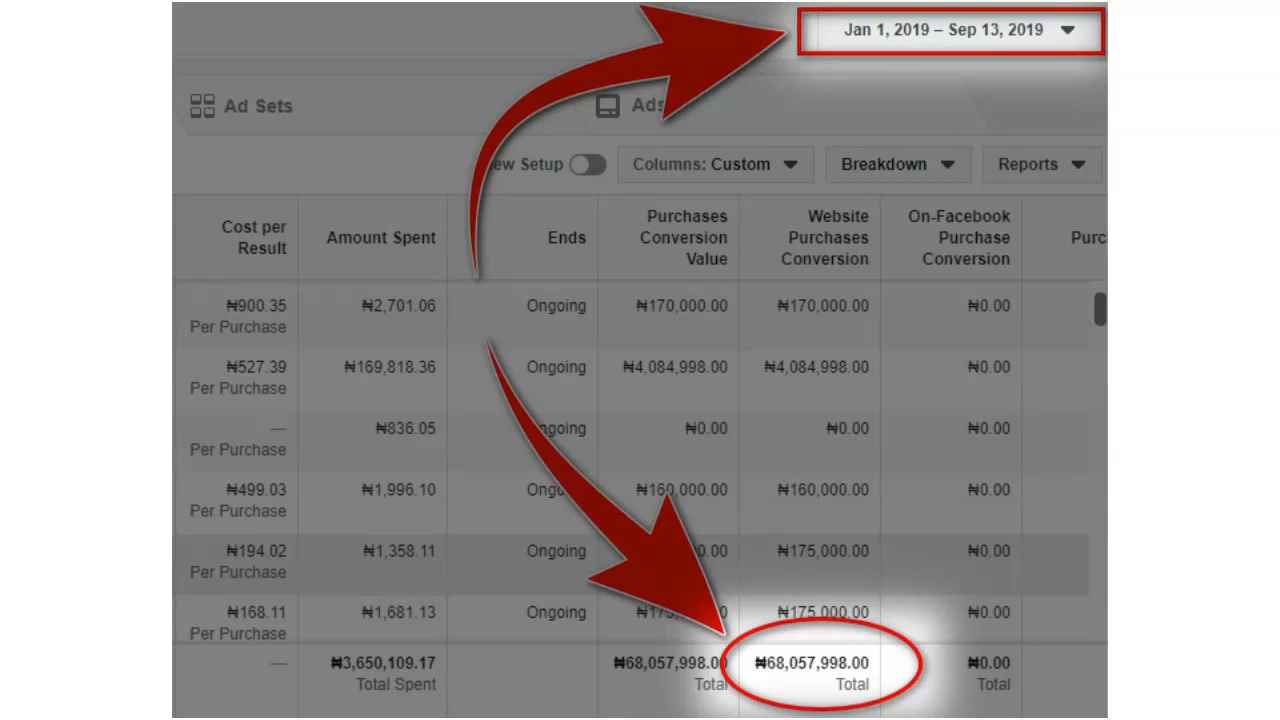 Jan 1, 2019 – Sep 13, 2019
Ad Sets
Ads
Setup
Columns: Custom
Breakdown
Reports
Cost per
Result
Amount Spent
Ends
Purchases
Conversion
Value
Website
Purchases
Conversion
On-Facebook
Purchase
Conversion
₦900.35
Per Purchase
₦2,701.06
Ongoing
₦170,000.00
₦170,000.00
₦0.00
₦527.39
Per Purchase
₦169,818.36
Ongoing
₦4,084,998.00
₦4,084,998.00
₦0.00
—
Per Purchase
₦836.05
₦0.00
₦0.00
₦0.00
₦499.03
Per Purchase
₦1,996.10
₦160,000.00
₦160,000.00
₦0.00
₦194.02
Per Purchase
₦1,358.11
Ongoing
₦175,000.00
₦0.00
₦168.11
Per Purchase
₦1,681.13
Ongoing
₦175,000.00
₦0.00
—
₦3,650,109.17
Total Spent
₦68,057,998.00
Total
₦68,057,998.00
Total
₦0.00
Total